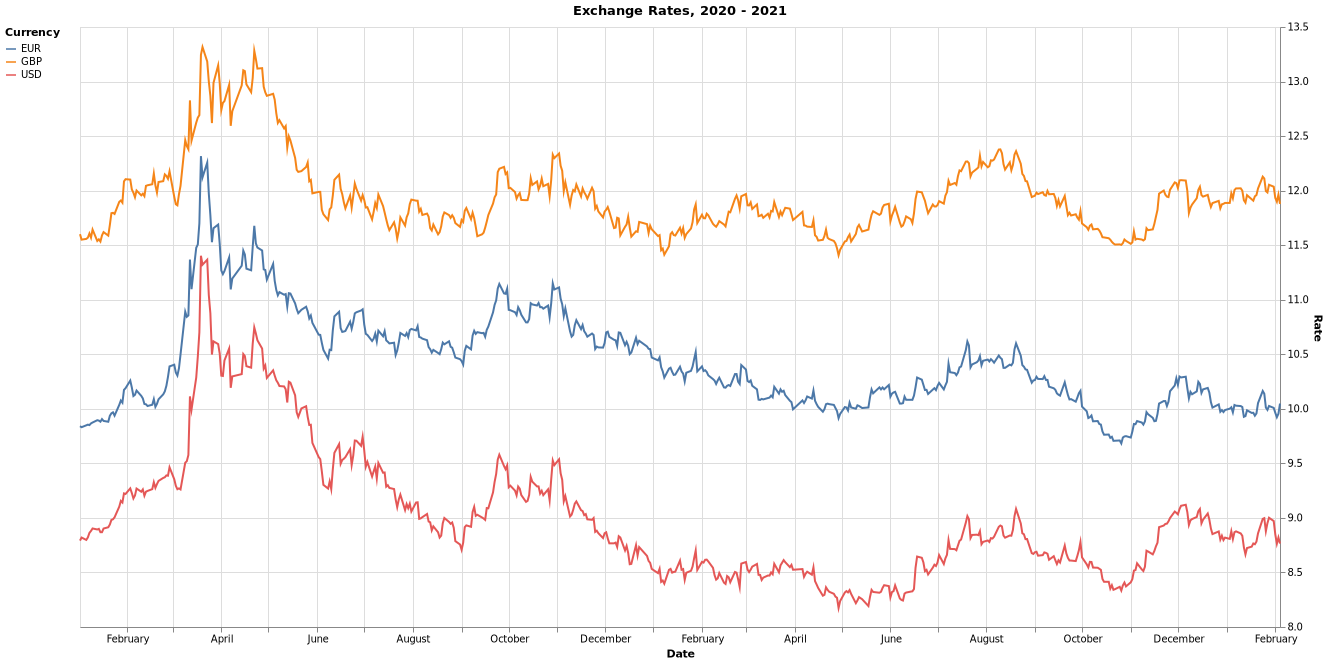 Exchange Rates, 2020 - 2021
Currency
EUR
GBP
USD
13.5
13.0
12.5
12.0
11.5
11.0
10.5
10.0
9.5
9.0
8.5
8.0
Rate
February April June August October December February April June August October December February
Date